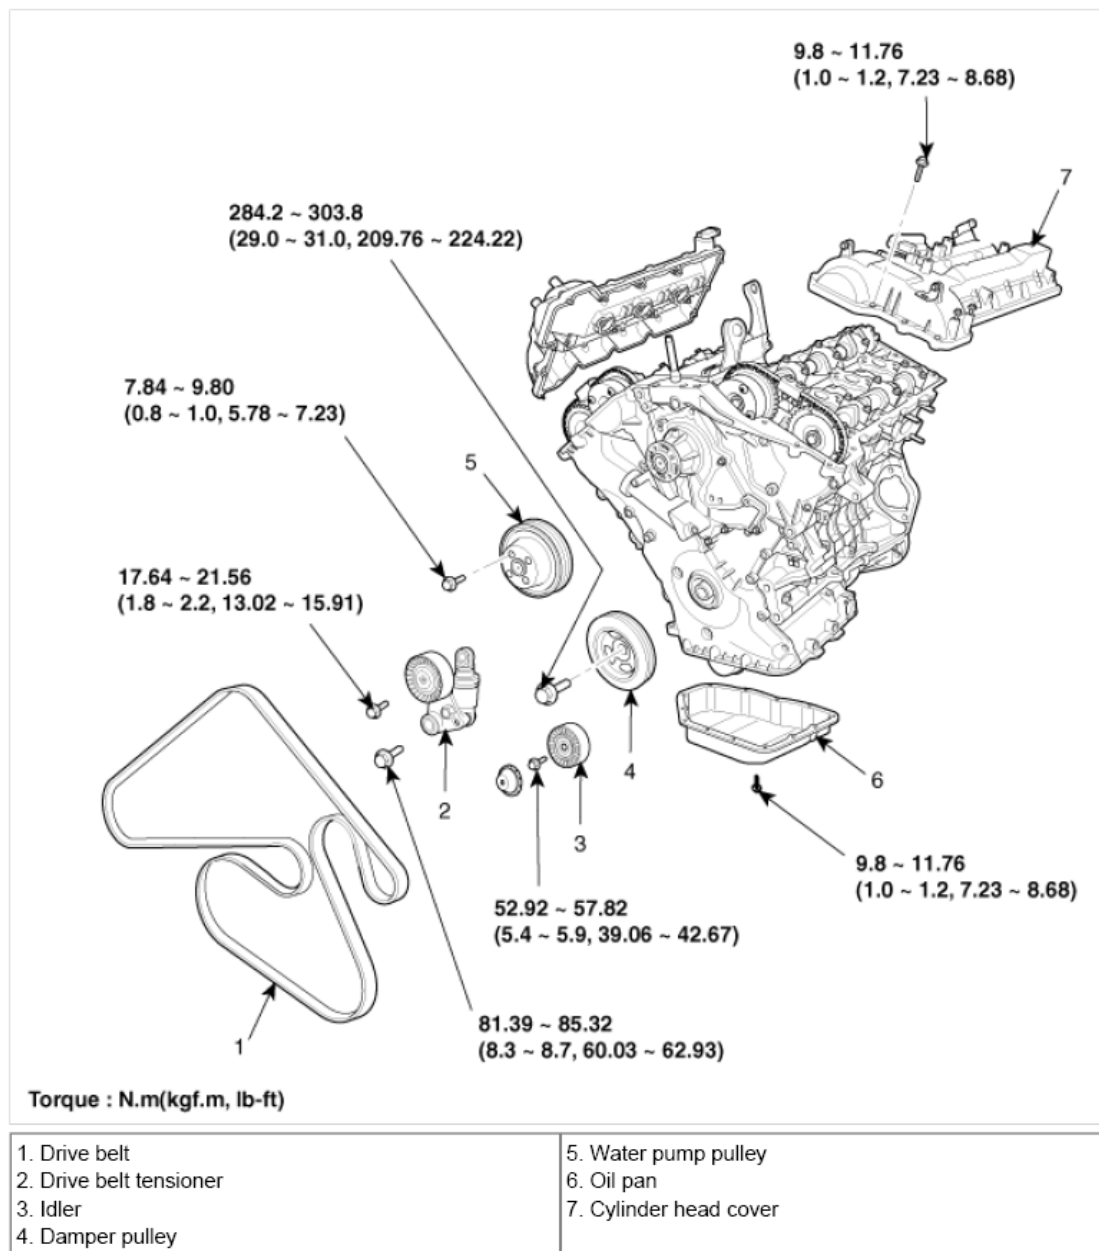 9.8 ~ 11.76
(1.0 ~ 1.2, 7.23 ~ 8.68)
7
284.2 ~ 303.8
(29.0 ~ 31.0, 209.76 ~ 224.22)
7.84 ~ 9.80
(0.8 ~ 1.0, 5.78 ~ 7.23)
5
17.64 ~ 21.56
(1.8 ~ 2.2, 13.02 ~ 15.91)
4
6
2
3
9.8 ~ 11.76
(1.0 ~ 1.2, 7.23 ~ 8.68)
52.92 ~ 57.82
(5.4 ~ 5.9, 39.06 ~ 42.67)
1
81.39 ~ 85.32
(8.3 ~ 8.7, 60.03 ~ 62.93)
Torque : N.m(kgf.m, lb-ft)
1. Drive belt
2. Drive belt tensioner
3. Idler
4. Damper pulley
5. Water pump pulley
6. Oil pan
7. Cylinder head cover